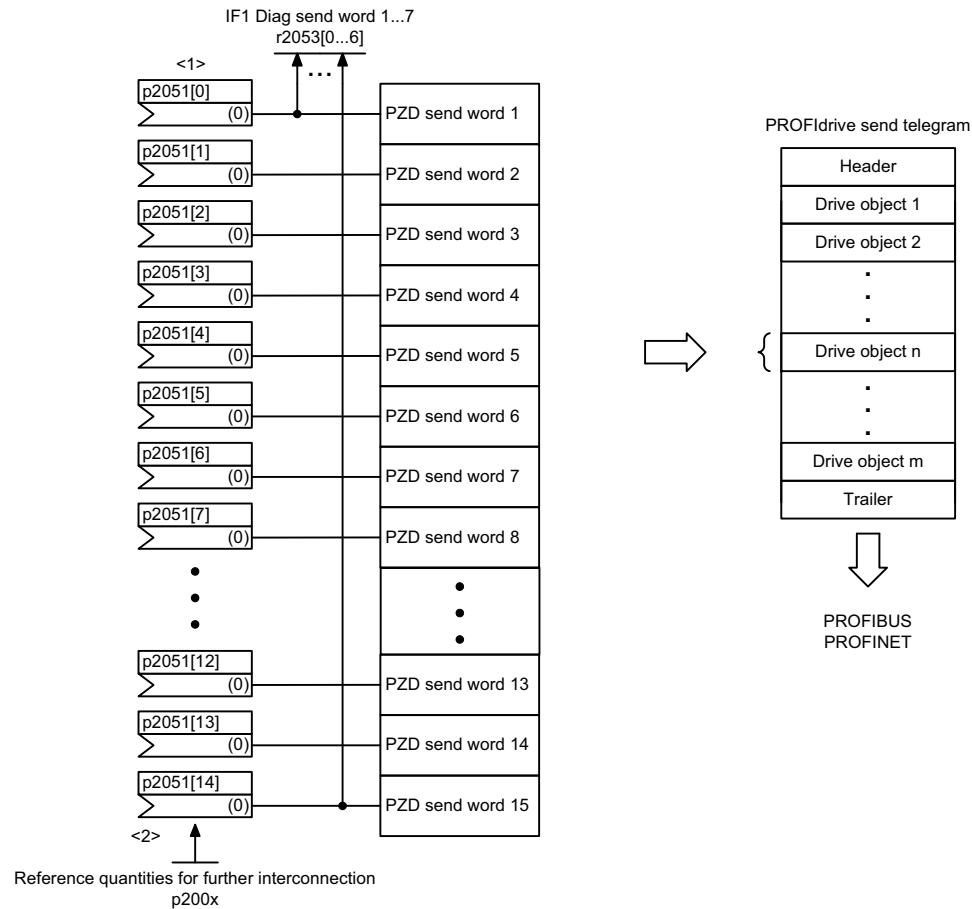 IF1 Diag send word 1...7
r2053[0...6]
<1>
...
p2051[0]
(0)
PZD send word 1
p2051[1]
(0)
PZD send word 2
p2051[2]
(0)
PZD send word 3
p2051[3]
(0)
PZD send word 4
p2051[4]
(0)
PZD send word 5
p2051[5]
(0)
PZD send word 6
p2051[6]
(0)
PZD send word 7
p2051[7]
(0)
PZD send word 8
p2051[12]
(0)
PZD send word 13
p2051[13]
(0)
PZD send word 14
p2051[14]
(0)
PZD send word 15
<2>
Reference quantities for further interconnection
p200x
PROFIdrive send telegram
Header
Drive object 1
Drive object 2
Drive object n
Drive object m
Trailer
PROFIBUS
PROFINET